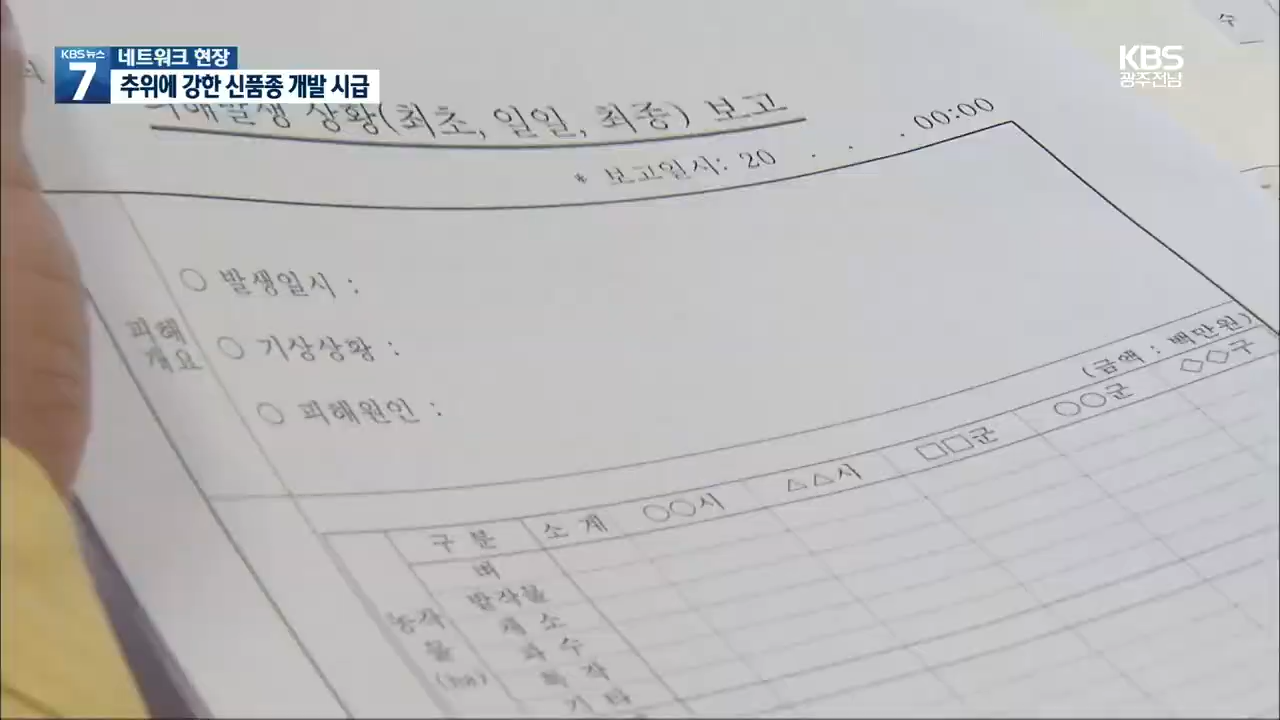 KBS 뉴스 7
네트워크 현장
추위에 강한 신품종 개발 시급
KBS
광주전남
수
피해발생 상황(최초, 일일, 최종) 보고
* 보고일시: 20 . . . 00:00
○ 발생일시 :
피해 개요
○ 기상상황 :
○ 피해원인 :
(금액 : 백만원)
구 분 소 계 ○○시 △△시 □□군 ○○군 ◇◇구
농작물 (ha)
벼
밭작물
채 소
과 수
특 작
기 타